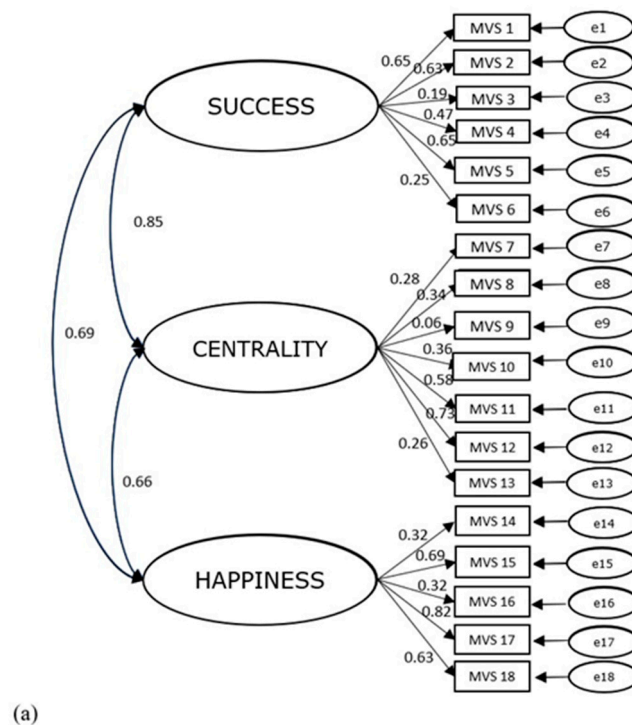 MVS 1 e1
0.65
MVS 2 e2
0.63
SUCCESS
0.19
MVS 3 e3
0.47
MVS 4 e4
0.65
MVS 5 e5
0.25
MVS 6 e6
0.85
MVS 7 e7
0.28
MVS 8 e8
0.34
0.06
MVS 9 e9
0.69
CENTRALITY
0.36
MVS 10 e10
0.58
MVS 11 e11
0.73
MVS 12 e12
0.26
MVS 13 e13
0.66
MVS 14 e14
0.32
MVS 15 e15
0.69
HAPPINESS
0.32
MVS 16 e16
0.82
MVS 17 e17
0.63
MVS 18 e18
(a)